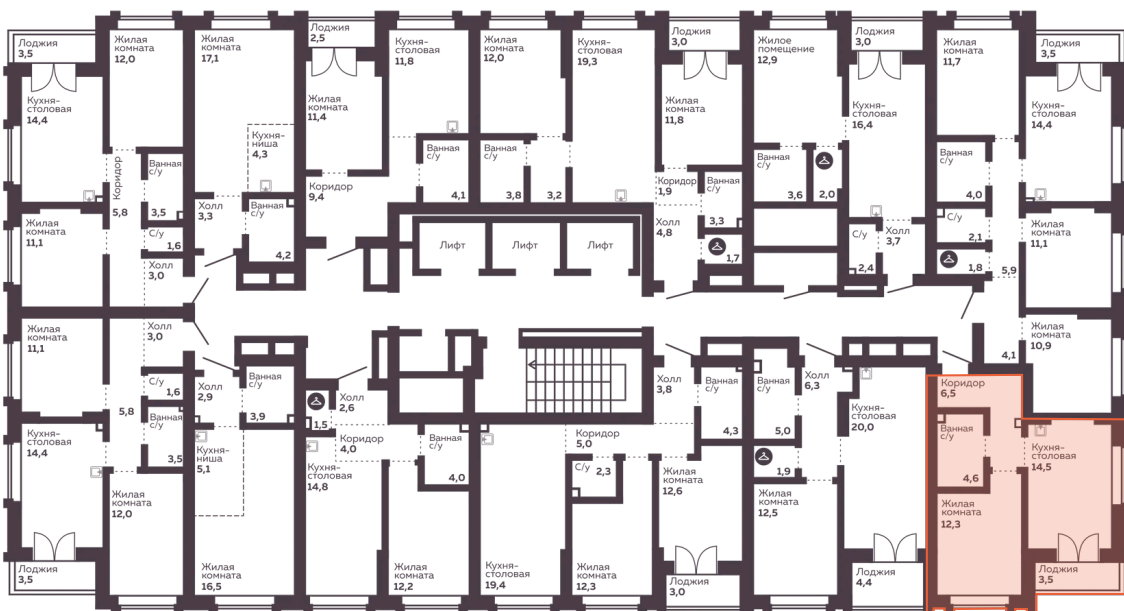 Лоджия
3,5
Жилая
комната
12,0
Жилая
комната
17,1
Лоджия
2,5
Кухня-
столовая
11,8
Жилая
комната
12,0
Кухня-
столовая
19,3
Лоджия
3,0
Жилое
помещение
12,9
Лоджия
3,0
Жилая
комната
11,7
Лоджия
3,5
Кухня-
столовая
14,4
Жилая
комната
11,4
Жилая
комната
11,8
Кухня-
столовая
16,4
Кухня-
столовая
14,4
Кухня-
ниша
4,3
Коридор
5,8
Ванная
с/у
3,5
Холл
3,3
Ванная
с/у
4,2
Коридор
9,4
Ванная
с/у
4,1
Ванная
с/у
3,8
3,2
Коридор
1,9
Ванная
с/у
3,3
Ванная
с/у
3,6
2,0
Ванная
с/у
4,0
Жилая
комната
11,1
С/у
1,6
Холл
3,0
Лифт
Лифт
Лифт
Холл
4,8
1,7
С/у
2,4
Холл
3,7
С/у
2,1
1,8
5,9
Жилая
комната
11,1
Жилая
комната
11,1
Холл
3,0
4,1
Жилая
комната
10,9
С/у
1,6
5,8
Ванная
с/у
3,5
Холл
2,9
Ванная
с/у
3,9
1,5
Холл
2,6
Холл
3,8
Ванная
с/у
4,3
Ванная
с/у
5,0
Холл
6,3
Коридор
6,5
Кухня-
столовая
14,4
Кухня-
ниша
5,1
Коридор
4,0
Ванная
с/у
4,0
Коридор
5,0
Кухня-
столовая
20,0
Ванная
с/у
4,6
Кухня-
столовая
14,5
Жилая
комната
12,0
Кухня-
столовая
14,8
С/у
2,3
Жилая
комната
12,6
1,9
Жилая
комната
12,5
Жилая
комната
12,3
Лоджия
3,5
Жилая
комната
16,5
Жилая
комната
12,2
Кухня-
столовая
19,4
Жилая
комната
12,3
Лоджия
3,0
Лоджия
4,4
Лоджия
3,5